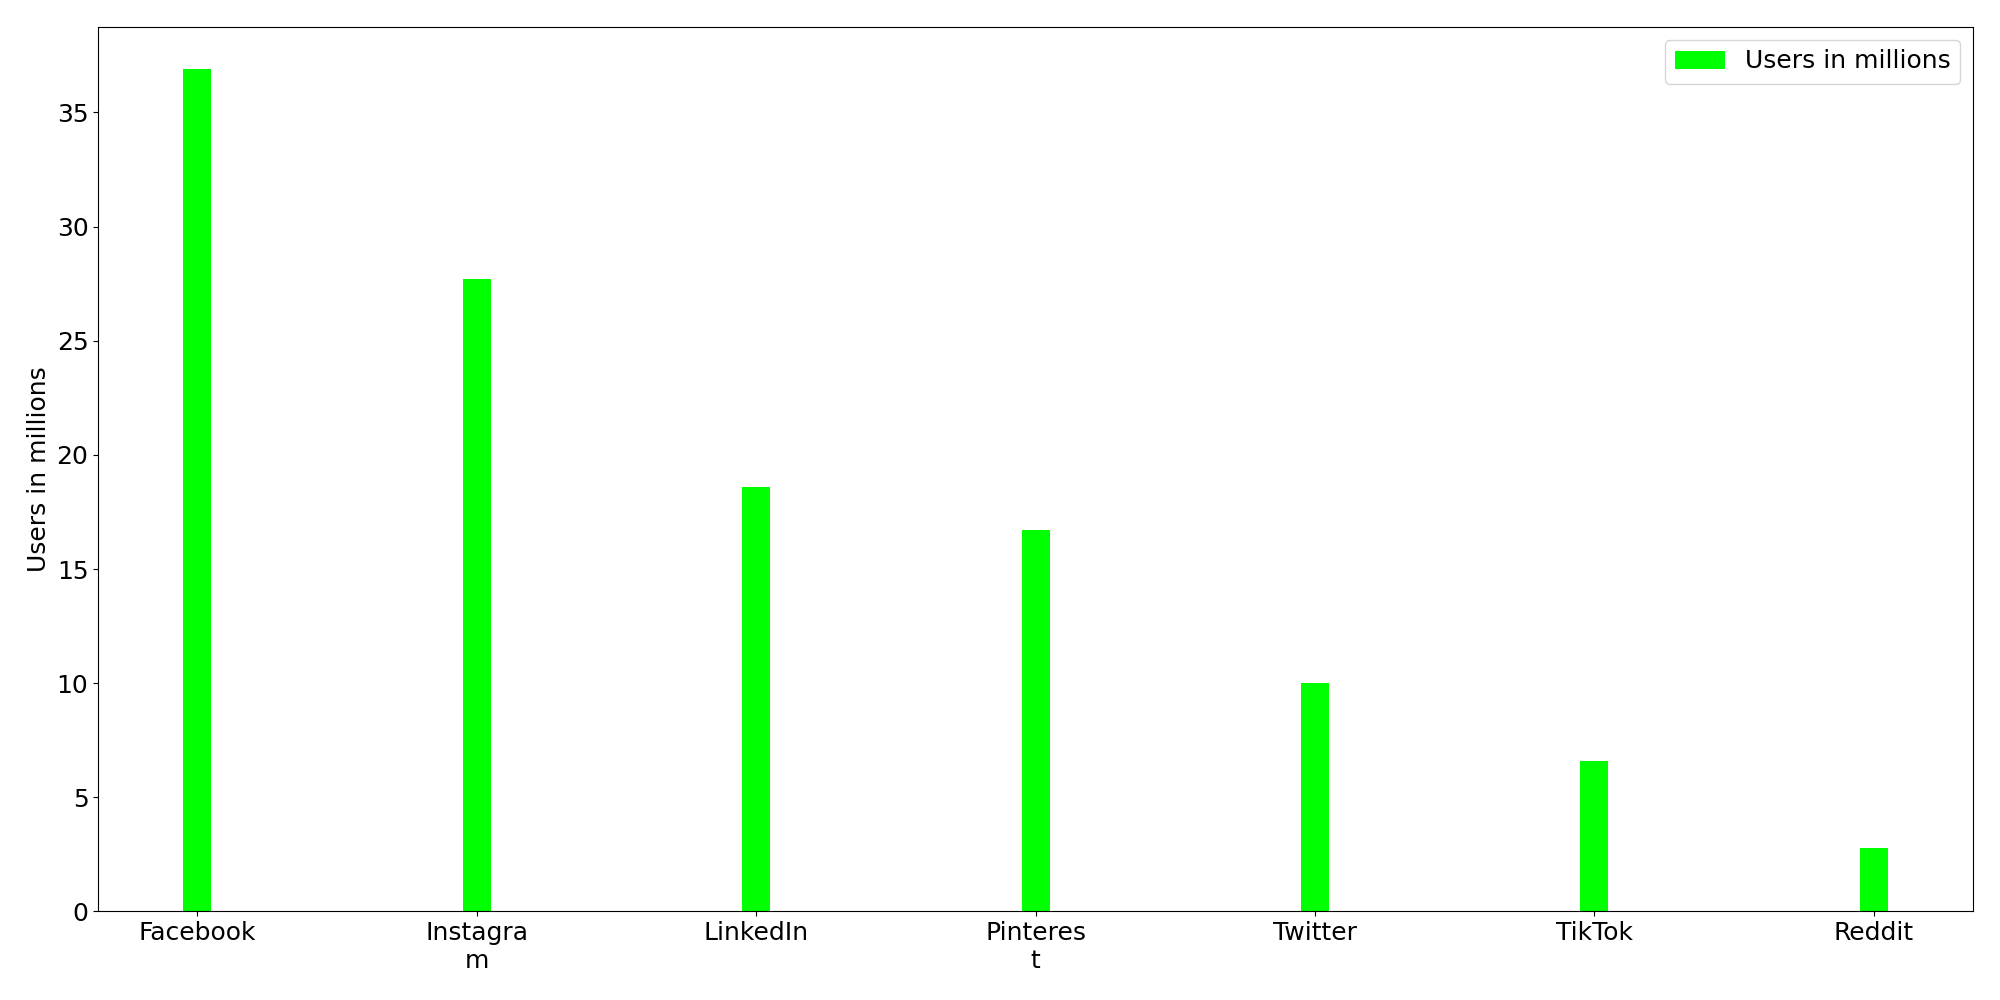 Users in millions
35
30
25
20
15
10
5
0
Users in millions
Facebook
Instagra
m
LinkedIn
Pinteres
t
Twitter
TikTok
Reddit